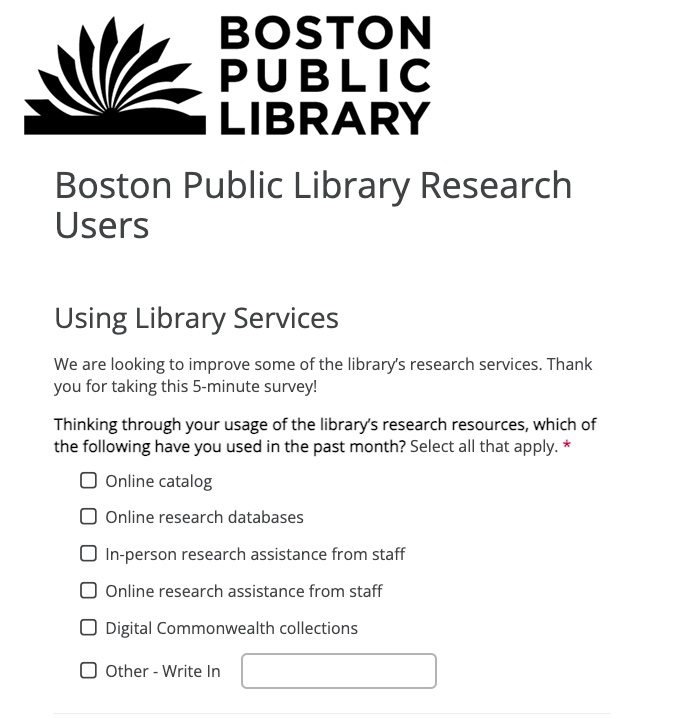 BOSTON
PUBLIC
LIBRARY
Boston Public Library Research
Users
Using Library Services
We are looking to improve some of the library's research services. Thank
you for taking this 5-minute survey!
Thinking through your usage of the library's research resources, which of
the following have you used in the past month? Select all that apply. *
Online catalog
Online research databases
In-person research assistance from staff
Online research assistance from staff
Digital Commonwealth collections
Other - Write In